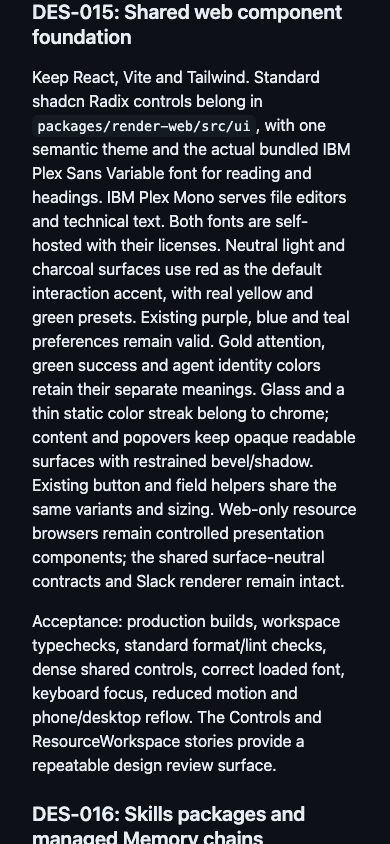 DES-015: Shared web component
foundation
Keep React, Vite and Tailwind. Standard
shadcn Radix controls belong in
packages/render-web/src/ui , with one
semantic theme and the actual bundled IBM
Plex Sans Variable font for reading and
headings. IBM Plex Mono serves file editors
and technical text. Both fonts are self-
hosted with their licenses. Neutral light and
charcoal surfaces use red as the default
interaction accent, with real yellow and
green presets. Existing purple, blue and teal
preferences remain valid. Gold attention,
green success and agent identity colors
retain their separate meanings. Glass and a
thin static color streak belong to chrome;
content and popovers keep opaque readable
surfaces with restrained bevel/shadow.
Existing button and field helpers share the
same variants and sizing. Web-only resource
browsers remain controlled presentation
components; the shared surface-neutral
contracts and Slack renderer remain intact.
Acceptance: production builds, workspace
typechecks, standard format/lint checks,
dense shared controls, correct loaded font,
keyboard focus, reduced motion and
phone/desktop reflow. The Controls and
ResourceWorkspace stories provide a
repeatable design review surface.
DES-016: Skills packages and
managed Memory chains